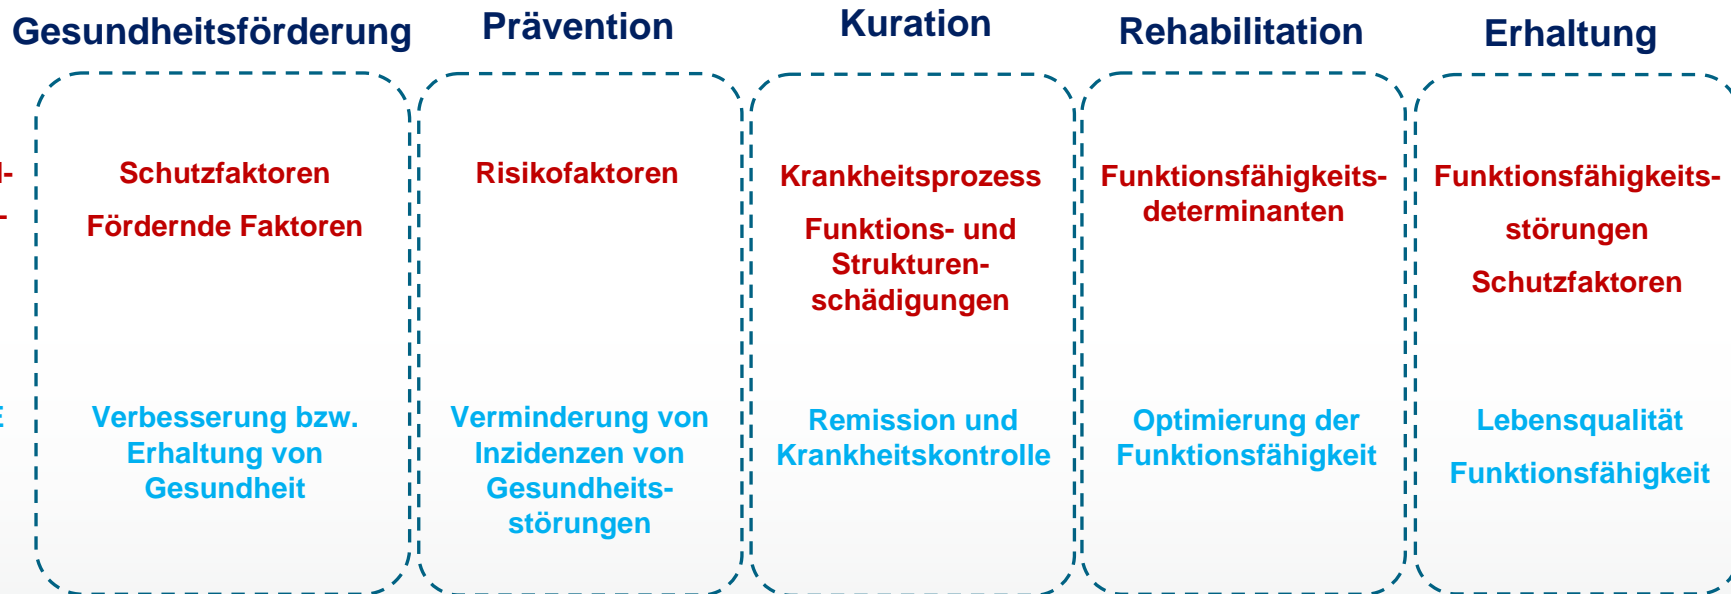 Gesundheitsförderung
Prävention
Kuration
Rehabilitation
Erhaltung
Schutzfaktoren
Fördernde Faktoren
Risikofaktoren
Krankheitsprozess
Funktions- und
Strukturen-
schädigungen
Funktionsfähigkeits-
determinanten
Funktionsfähigkeits-
störungen
Schutzfaktoren
Verbesserung bzw.
Erhaltung von
Gesundheit
Verminderung von
Inzidenzen von
Gesundheits-
störungen
Remission und
Krankheitskontrolle
Optimierung der
Funktionsfähigkeit
Lebensqualität
Funktionsfähigkeit